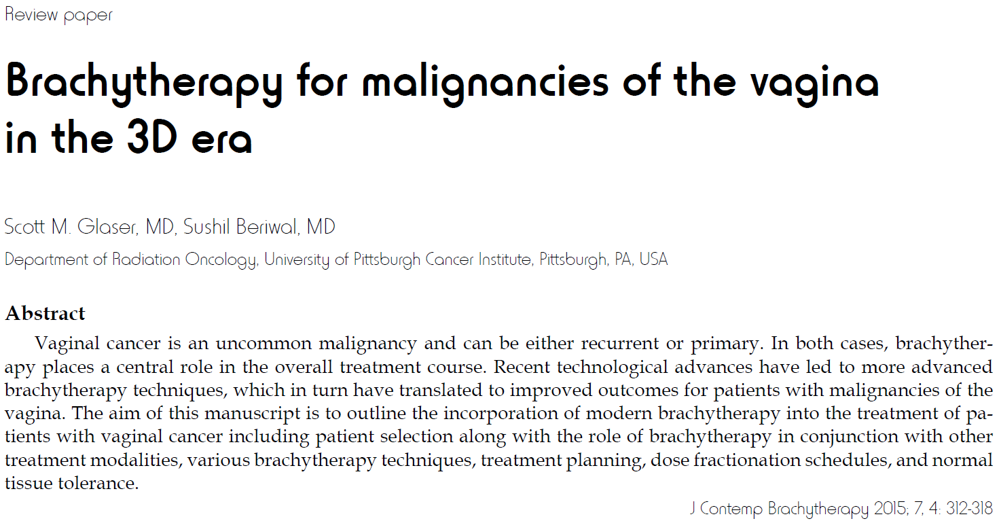 Review paper
Brachytherapy for malignancies of the vagina
in the 3D era
Scott M. Glaser, MD, Sushil Beriwal, MD
Department of Radiation Oncology, University of Pittsburgh Cancer Institute, Pittsburgh, PA, USA
Abstract
Vaginal cancer is an uncommon malignancy and can be either recurrent or primary. In both cases, brachyther-
apy places a central role in the overall treatment course. Recent technological advances have led to more advanced
brachytherapy techniques, which in turn have translated to improved outcomes for patients with malignancies of the
vagina. The aim of this manuscript is to outline the incorporation of modern brachytherapy into the treatment of pa-
tients with vaginal cancer including patient selection along with the role of brachytherapy in conjunction with other
treatment modalities, various brachytherapy techniques, treatment planning, dose fractionation schedules, and normal
tissue tolerance.
J Contemp Brachytherapy 2015; 7, 4: 312-318